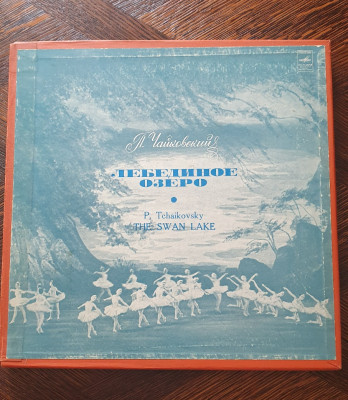 П. Чайковский
ЛЕБЕДИНОЕ
ОЗЕРО
P. Tchaikovsky
THE SWAN LAKE